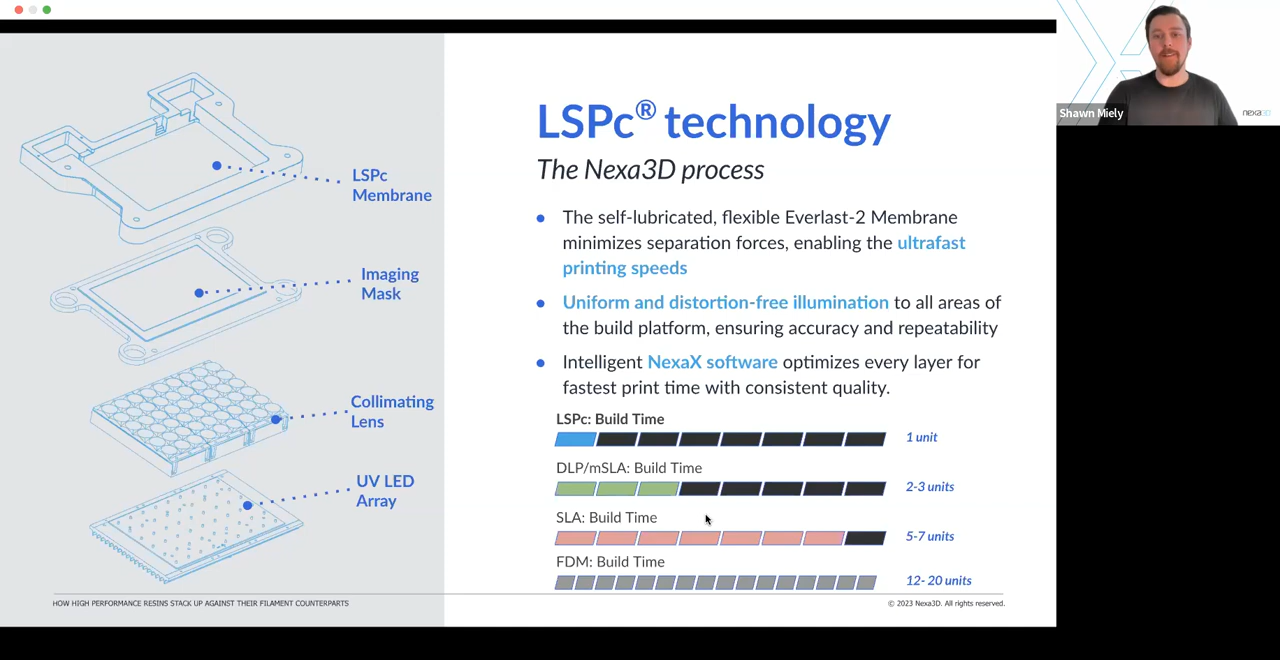 LSPc® technology
The Nexa3D process
LSPc
Membrane
Imaging
Mask
Collimating
Lens
UV LED
Array
• The self-lubricated, flexible Everlast-2 Membrane
minimizes separation forces, enabling the ultrafast
printing speeds
• Uniform and distortion-free illumination to all areas of
the build platform, ensuring accuracy and repeatability
• Intelligent NexaX software optimizes every layer for
fastest print time with consistent quality.
LSPc: Build Time
1 unit
DLP/mSLA: Build Time
2-3 units
SLA: Build Time
5-7 units
FDM: Build Time
12- 20 units
HOW HIGH PERFORMANCE RESINS STACK UP AGAINST THEIR FILAMENT COUNTERPARTS
© 2023 Nexa3D. All rights reserved.
Shawn Miely
nexa3D